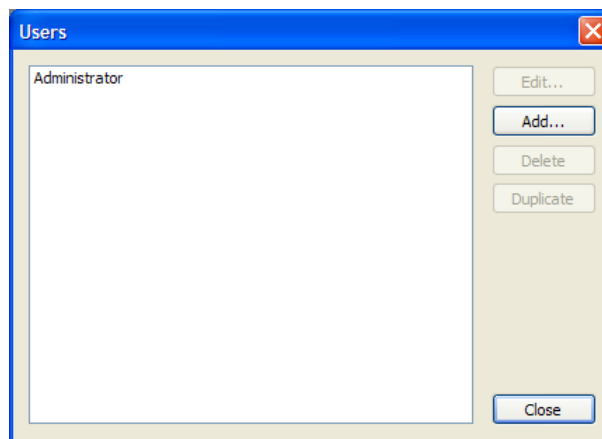 Users
Administrator
Edit...
Add...
Delete
Duplicate
Close